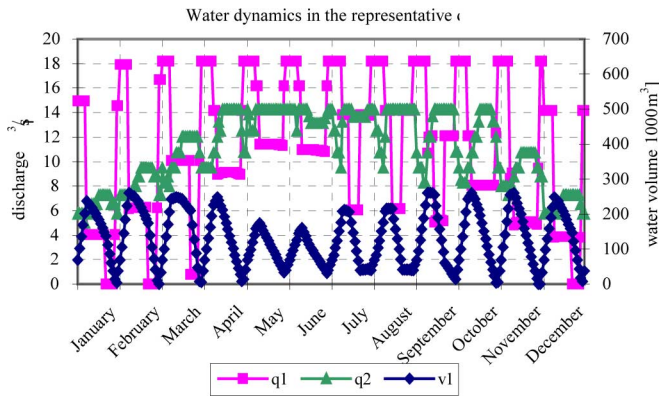 Water dynamics in the representative
20
18
16
14
12
10
8
6
4
2
0
discharge
700
600
500
400
300
200
100
0
water volume 1000m³]
January
February
March
April
May
June
July
August
September
October
November
December
q1
q2
v1